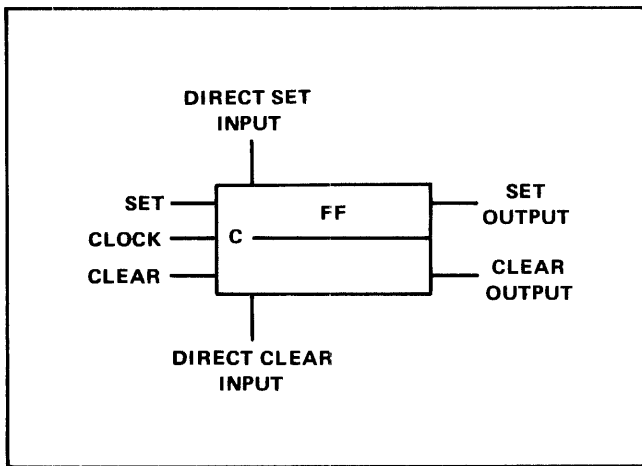 DIRECT SET
INPUT
SET
CLOCK
CLEAR
C
FF
SET
OUTPUT
CLEAR
OUTPUT
DIRECT CLEAR
INPUT